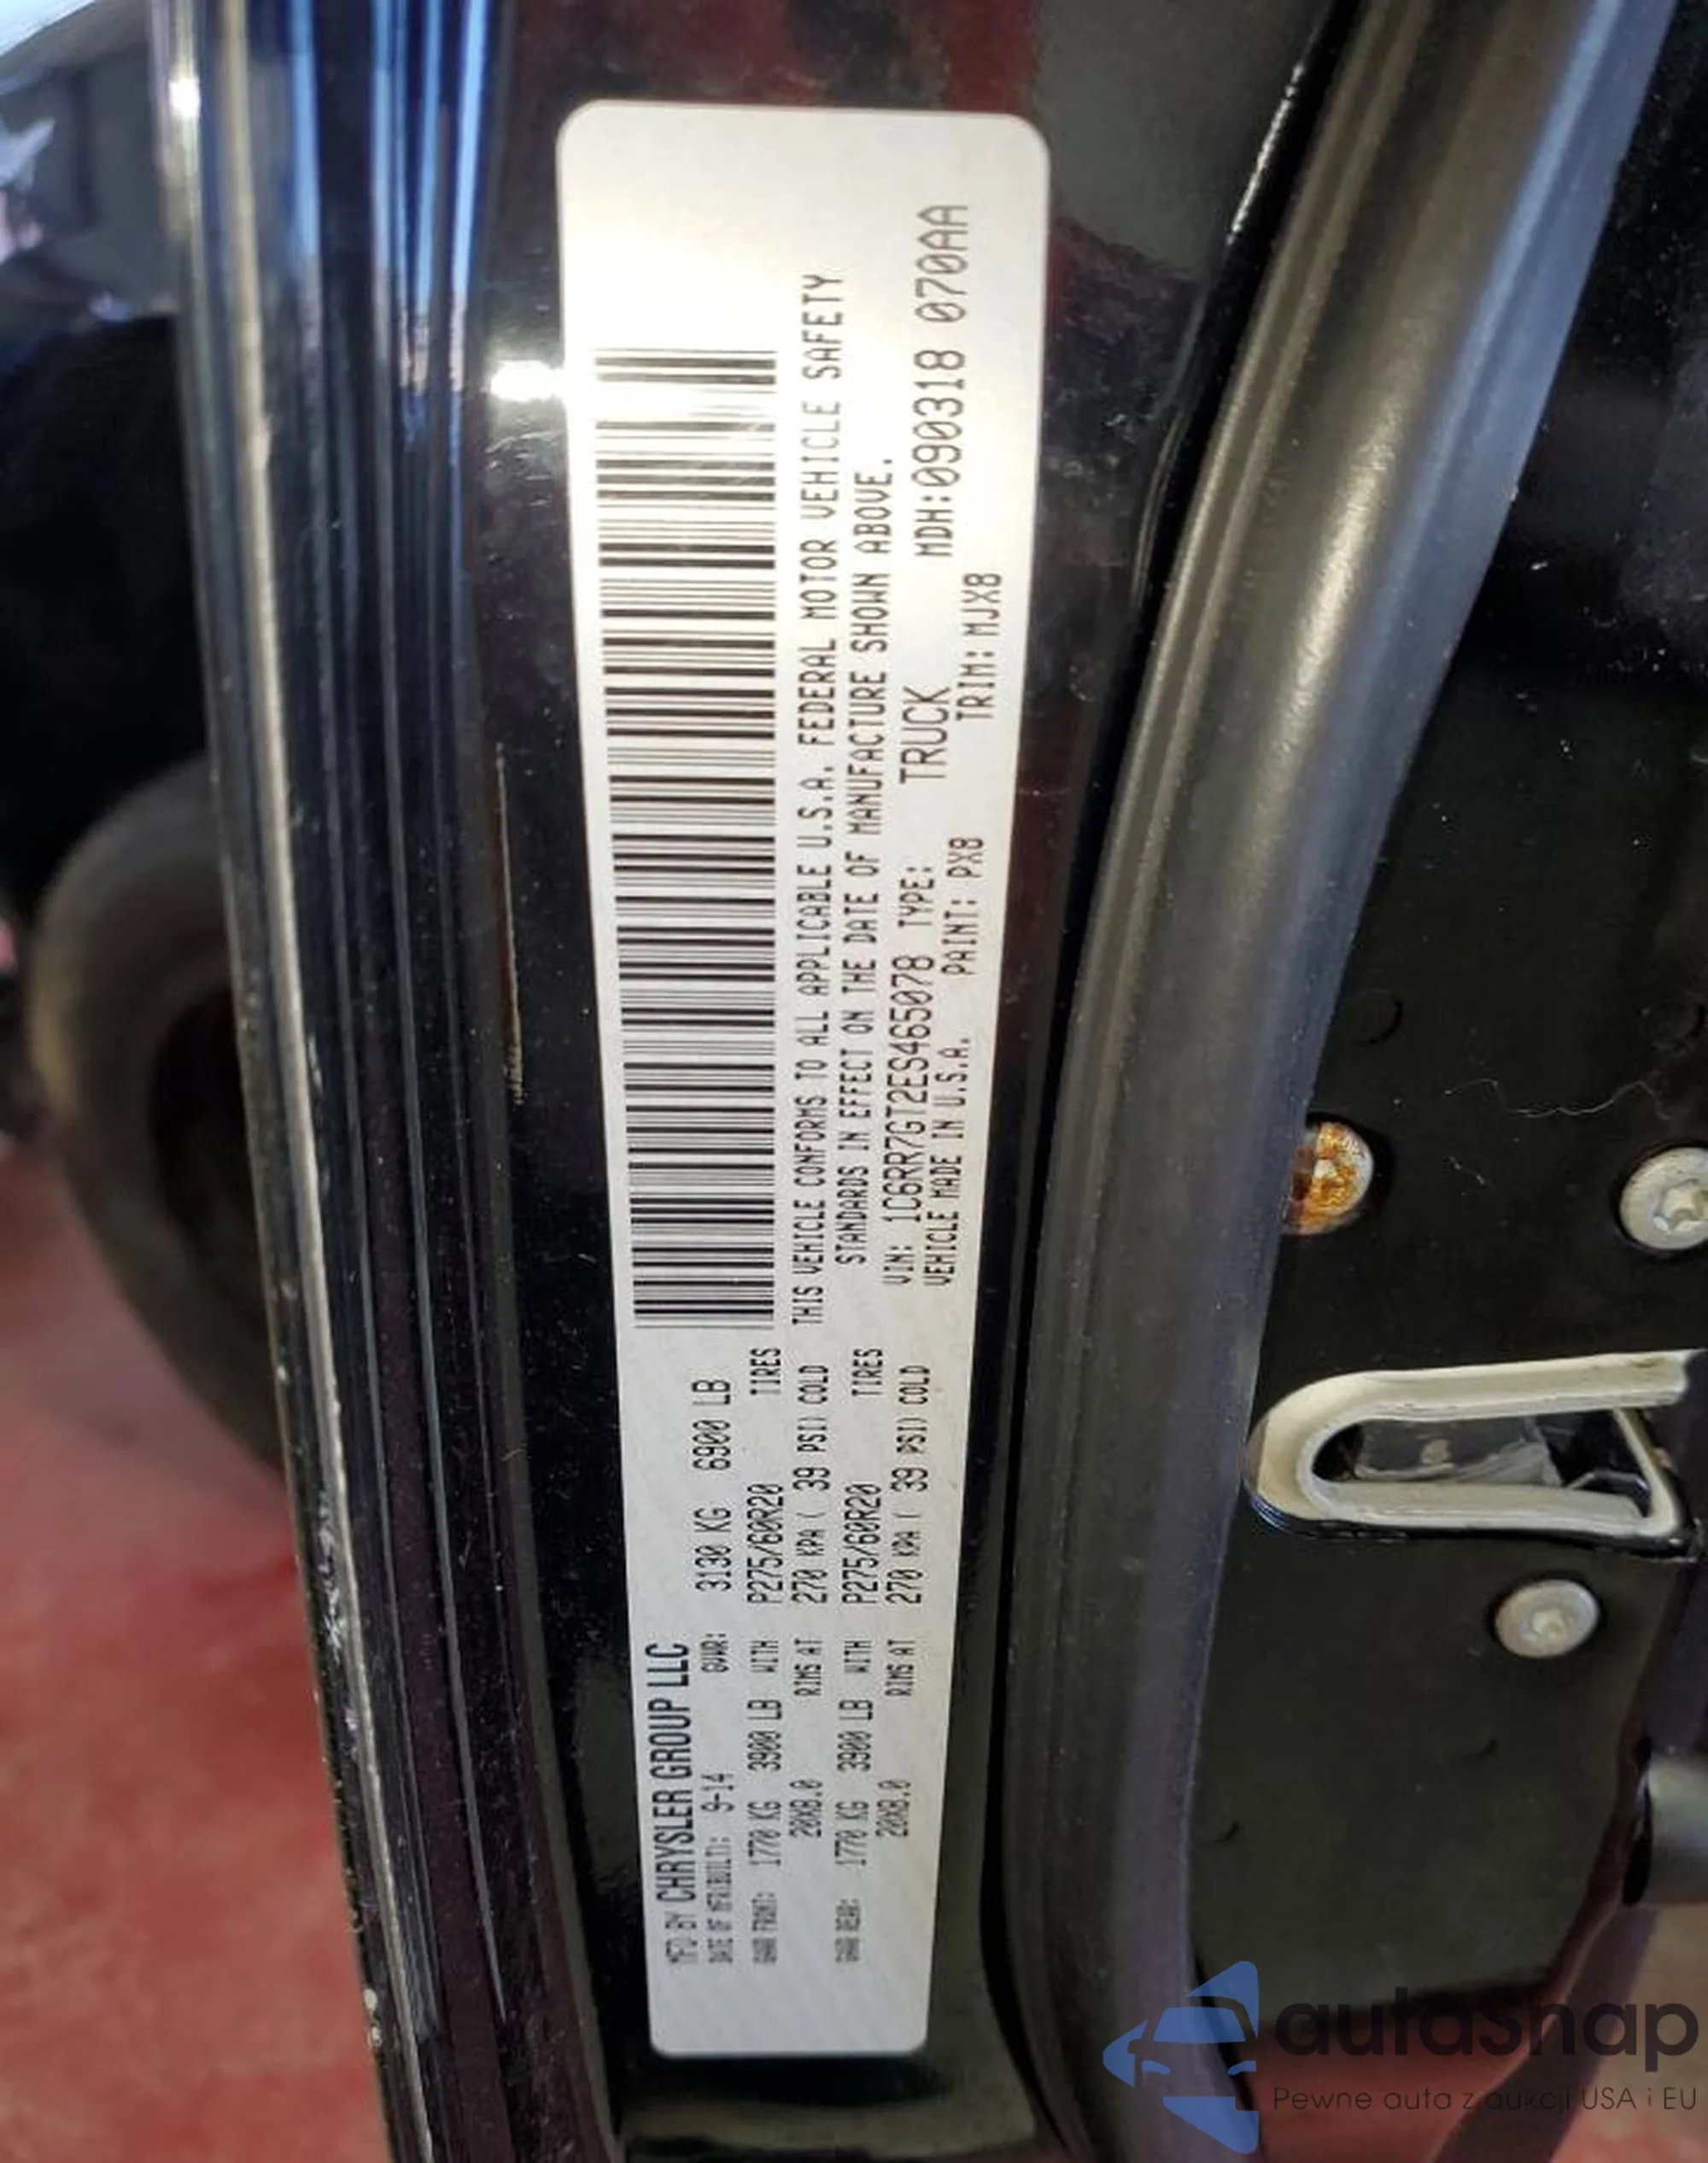 MFD BY CHRYSLER GROUP LLC
DATE OF MFR(BUILT): 9-14 GVWR: 3130 KG 6900 LB
GAWR FRONT: 1770 KG 3900 LB WITH P275/60R20 TIRES
20X8.0 RIMS AT 270 KPA ( 39 PSI) COLD
GAWR REAR: 1770 KG 3900 LB WITH P275/60R20 TIRES
20X8.0 RIMS AT 270 KPA ( 39 PSI) COLD
THIS VEHICLE CONFORMS TO ALL APPLICABLE U.S.A. FEDERAL MOTOR VEHICLE SAFETY
STANDARDS IN EFFECT ON THE DATE OF MANUFACTURE SHOWN ABOVE.
VIN: 1C6RR7GT2ES465078 TYPE: TRUCK MDH:090318 070AA
VEHICLE MADE IN U.S.A. PAINT: PX8 TRIM: MJX8
autaSnap
Pewne auta z aukcji USA i EU